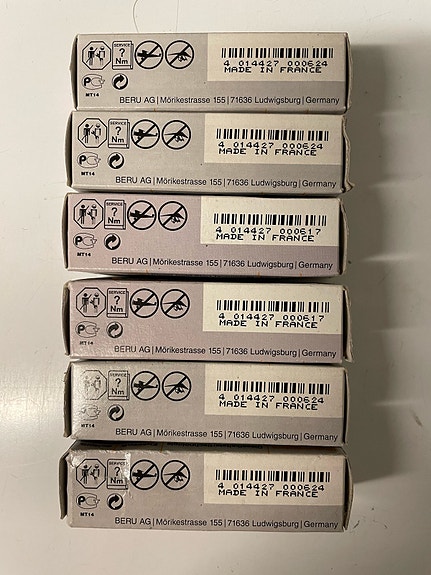 SERVICE
?
Nm
4 014427 000624
MADE IN FRANCE
MT14
BERU AG | Mörikestrasse 155 | 71636 Ludwigsburg | Germany
SERVICE
?
Nm
4 014427 000624
MADE IN FRANCE
MT14
BERU AG | Mörikestrasse 155 | 71636 Ludwigsburg | Germany
SERVICE
?
Nm
4 014427 000617
MADE IN FRANCE
MT14
BERU AG | Mörikestrasse 155 | 71636 Ludwigsburg | Germany
SERVICE
?
Nm
4 014427 000617
MADE IN FRANCE
MT14
BERU AG | Mörikestrasse 155 | 71636 Ludwigsburg | Germany
SERVICE
?
Nm
4 014427 000624
MADE IN FRANCE
MT14
BERU AG | Mörikestrasse 155 | 71636 Ludwigsburg | Germany
?
Nm
4 014427 000624
MADE IN FRANCE
MT14
BERU AG | Mörikestrasse 155 | 71636 Ludwigsburg | Germany